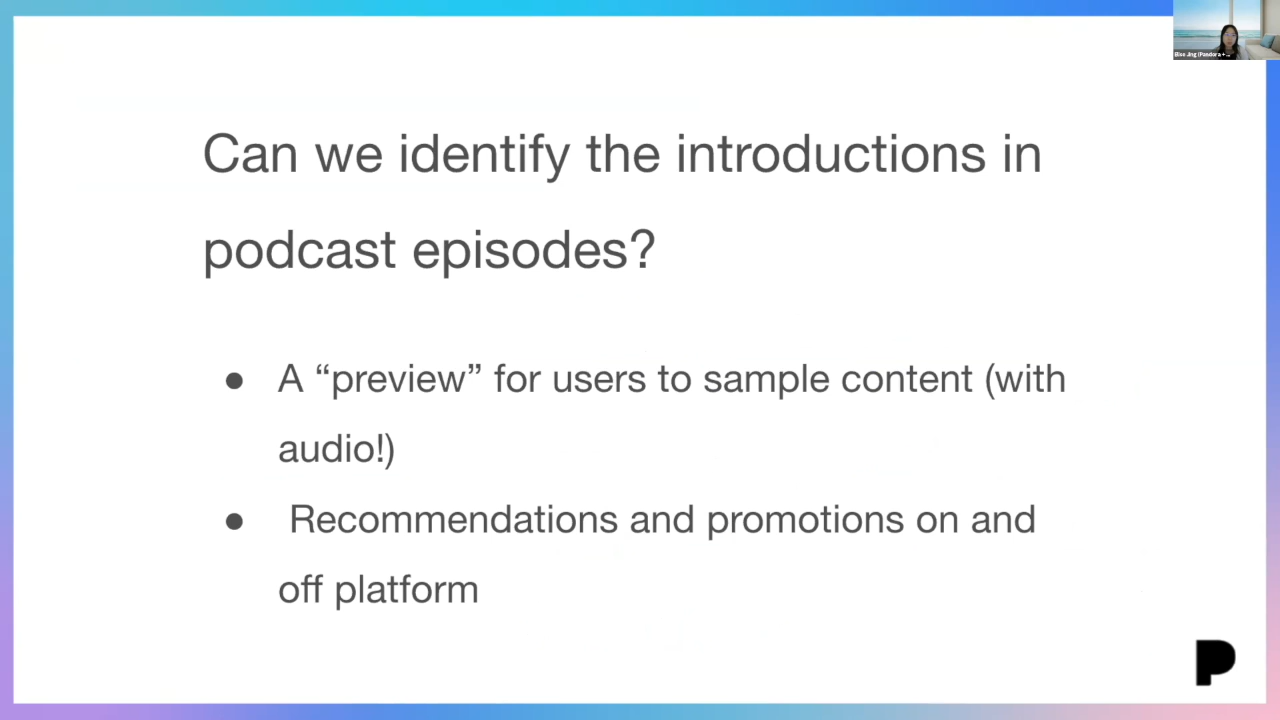 Can we identify the introductions in
podcast episodes?
● A “preview” for users to sample content (with
audio!)
● Recommendations and promotions on and
off platform